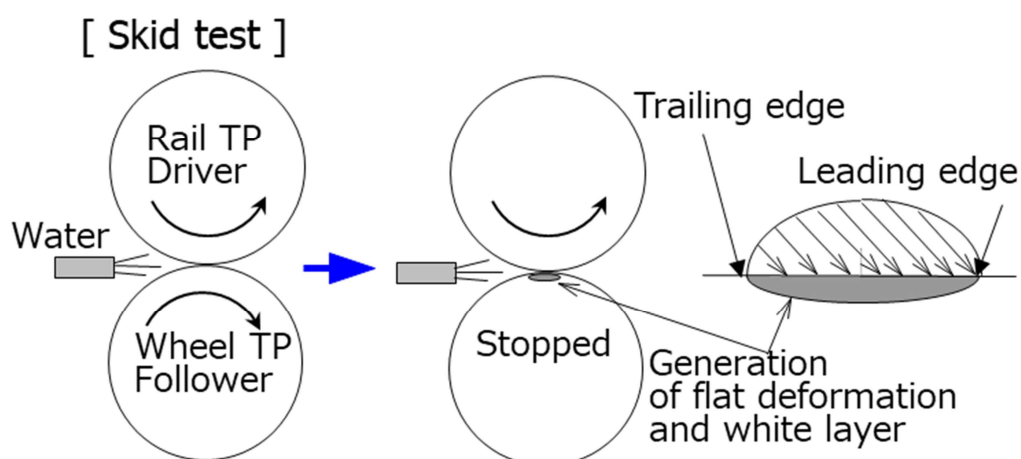 [ Skid test ]
Rail TP
Driver
Water
Wheel TP
Follower
Stopped
Trailing edge
Leading edge
Generation
of flat deformation
and white layer